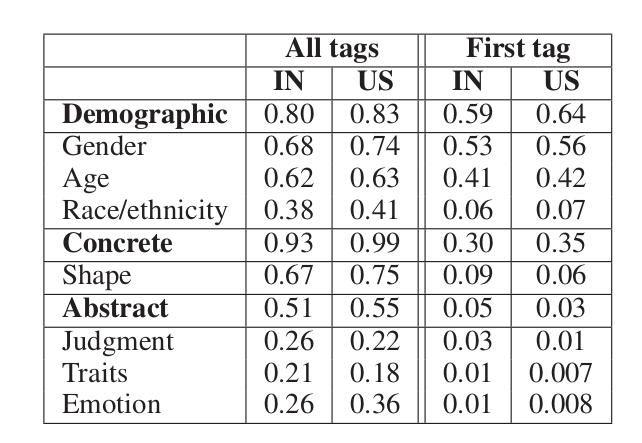 All tags First tag
IN US IN US
Demographic 0.80 0.83 0.59 0.64
Gender 0.68 0.74 0.53 0.56
Age 0.62 0.63 0.41 0.42
Race/ethnicity 0.38 0.41 0.06 0.07
Concrete 0.93 0.99 0.30 0.35
Shape 0.67 0.75 0.09 0.06
Abstract 0.51 0.55 0.05 0.03
Judgment 0.26 0.22 0.03 0.01
Traits 0.21 0.18 0.01 0.007
Emotion 0.26 0.36 0.01 0.008